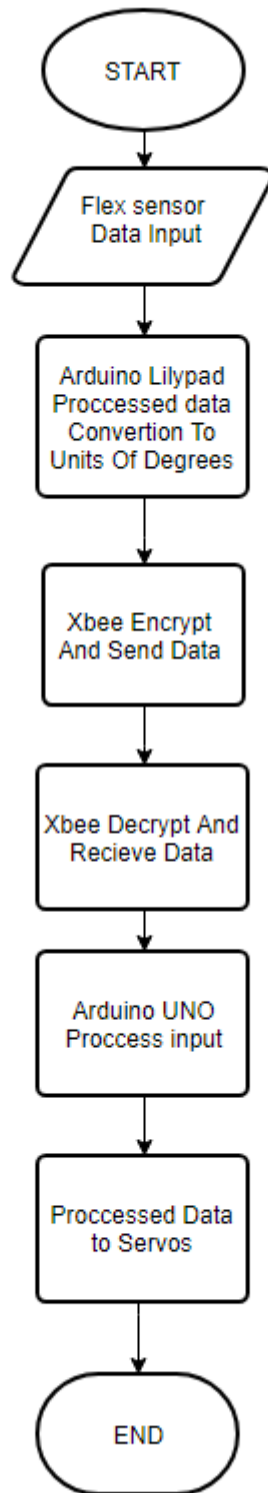 START
Flex sensor
Data Input
Arduino Lilypad
Proccessed data
Convertion To
Units Of Degrees
Xbee Encrypt
And Send Data
Xbee Decrypt And
Recieve Data
Arduino UNO
Proccess input
Proccessed Data
to Servos
END